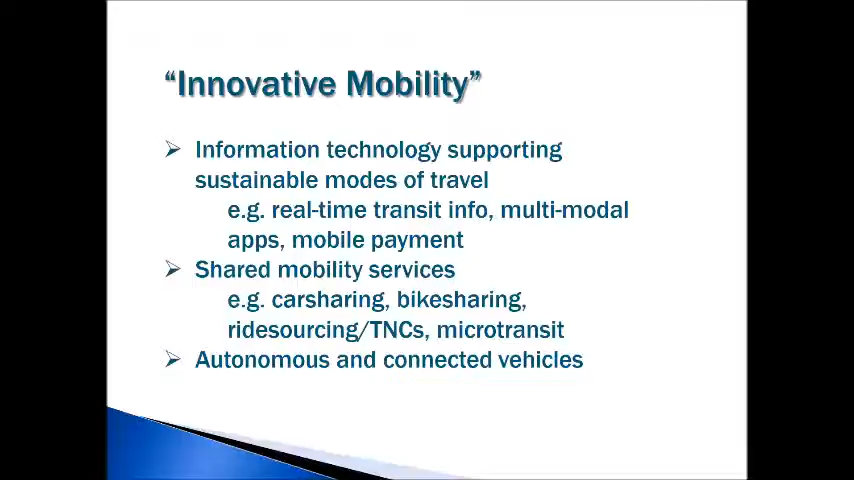 “Innovative Mobility”
➢ Information technology supporting
sustainable modes of travel
e.g. real-time transit info, multi-modal
apps, mobile payment
➢ Shared mobility services
e.g. carsharing, bikesharing,
ridesourcing/TNCs, microtransit
➢ Autonomous and connected vehicles